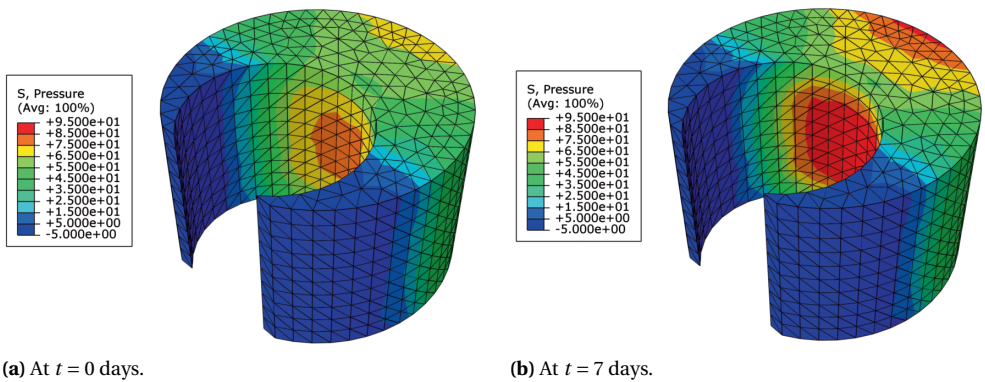 S, Pressure
(Avg: 100%)
+9.500e+01
+8.500e+01
+7.500e+01
+6.500e+01
+5.500e+01
+4.500e+01
+3.500e+01
+2.500e+01
+1.500e+01
+5.000e+00
-5.000e+00
(a) At t = 0 days.
S, Pressure
(Avg: 100%)
+9.500e+01
+8.500e+01
+7.500e+01
+6.500e+01
+5.500e+01
+4.500e+01
+3.500e+01
+2.500e+01
+1.500e+01
+5.000e+00
-5.000e+00
(b) At t = 7 days.